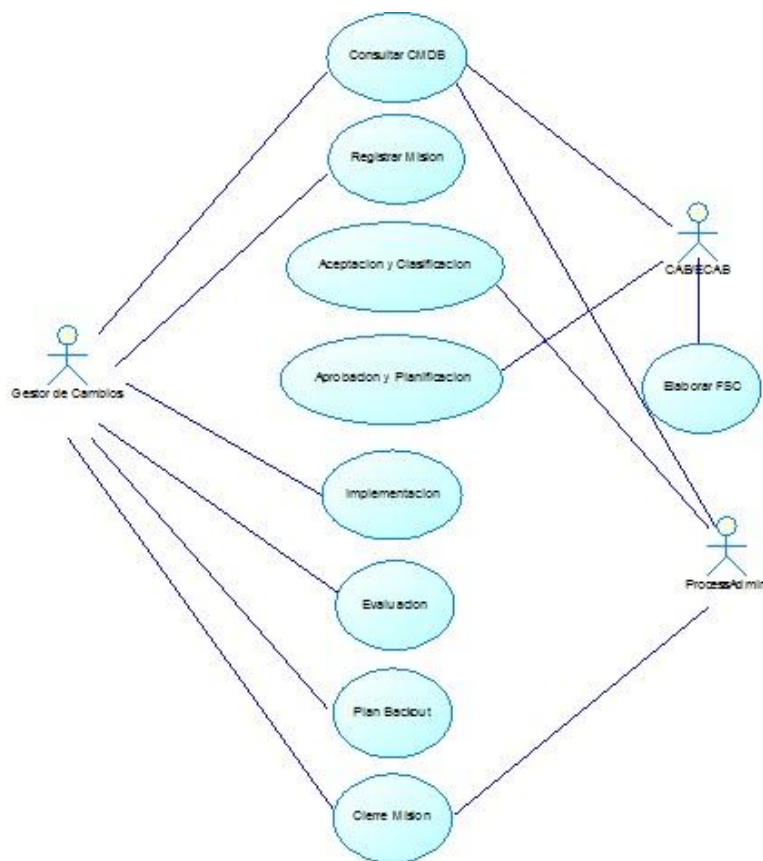 Consultar CMDB
Registrar Mision
CAB/ECAB
Aceptacion y Clasificacion
Aprobacion y Planificacion
Elaborar FSC
Gestor de Cambios
Implementacion
ProcessAdmin
Evaluacion
Plan Backout
Cierre Mision